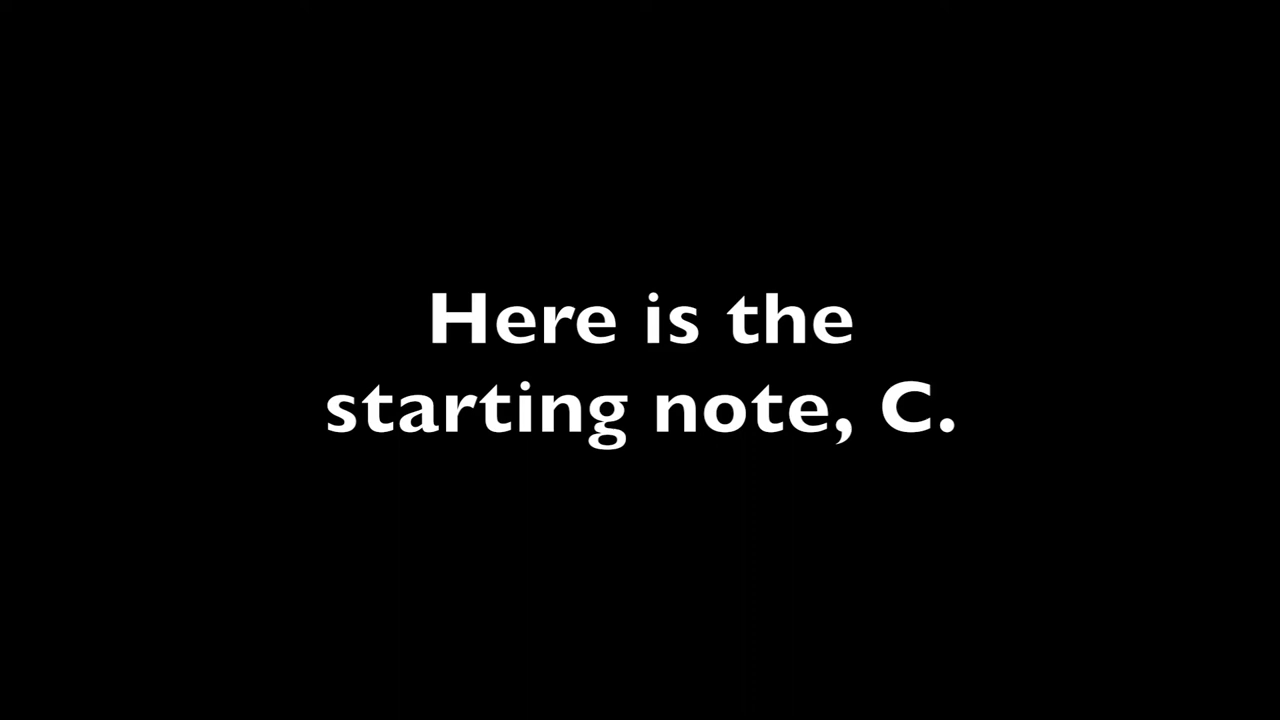 Here is the
starting note, C.